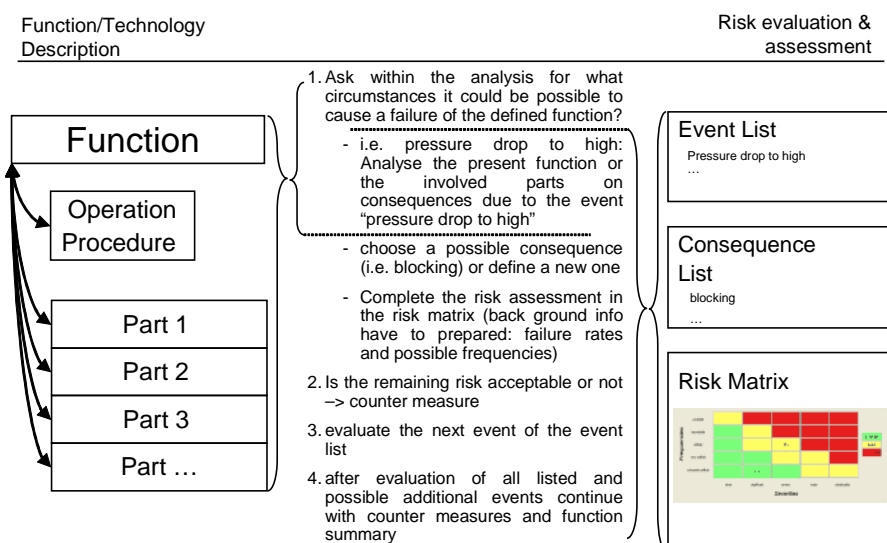 Function/Technology
Description
Risk evaluation &
assessment
Function
Operation
Procedure
Part 1
Part 2
Part 3
Part …
1. Ask within the analysis for what
circumstances it could be possible to
cause a failure of the defined function?
- i.e. pressure drop to high:
Analyse the present function or
the involved parts on
consequences due to the event
“pressure drop to high”
- choose a possible consequence
(i.e. blocking) or define a new one
- Complete the risk assessment in
the risk matrix (back ground info
have to prepared: failure rates
and possible frequencies)
2. Is the remaining risk acceptable or not
–> counter measure
3. evaluate the next event of the event
list
4. after evaluation of all listed and
possible additional events continue
with counter measures and function
summary
Event List
Pressure drop to high
…
Consequence
List
blocking
…
Risk Matrix
Frequencies
Severities